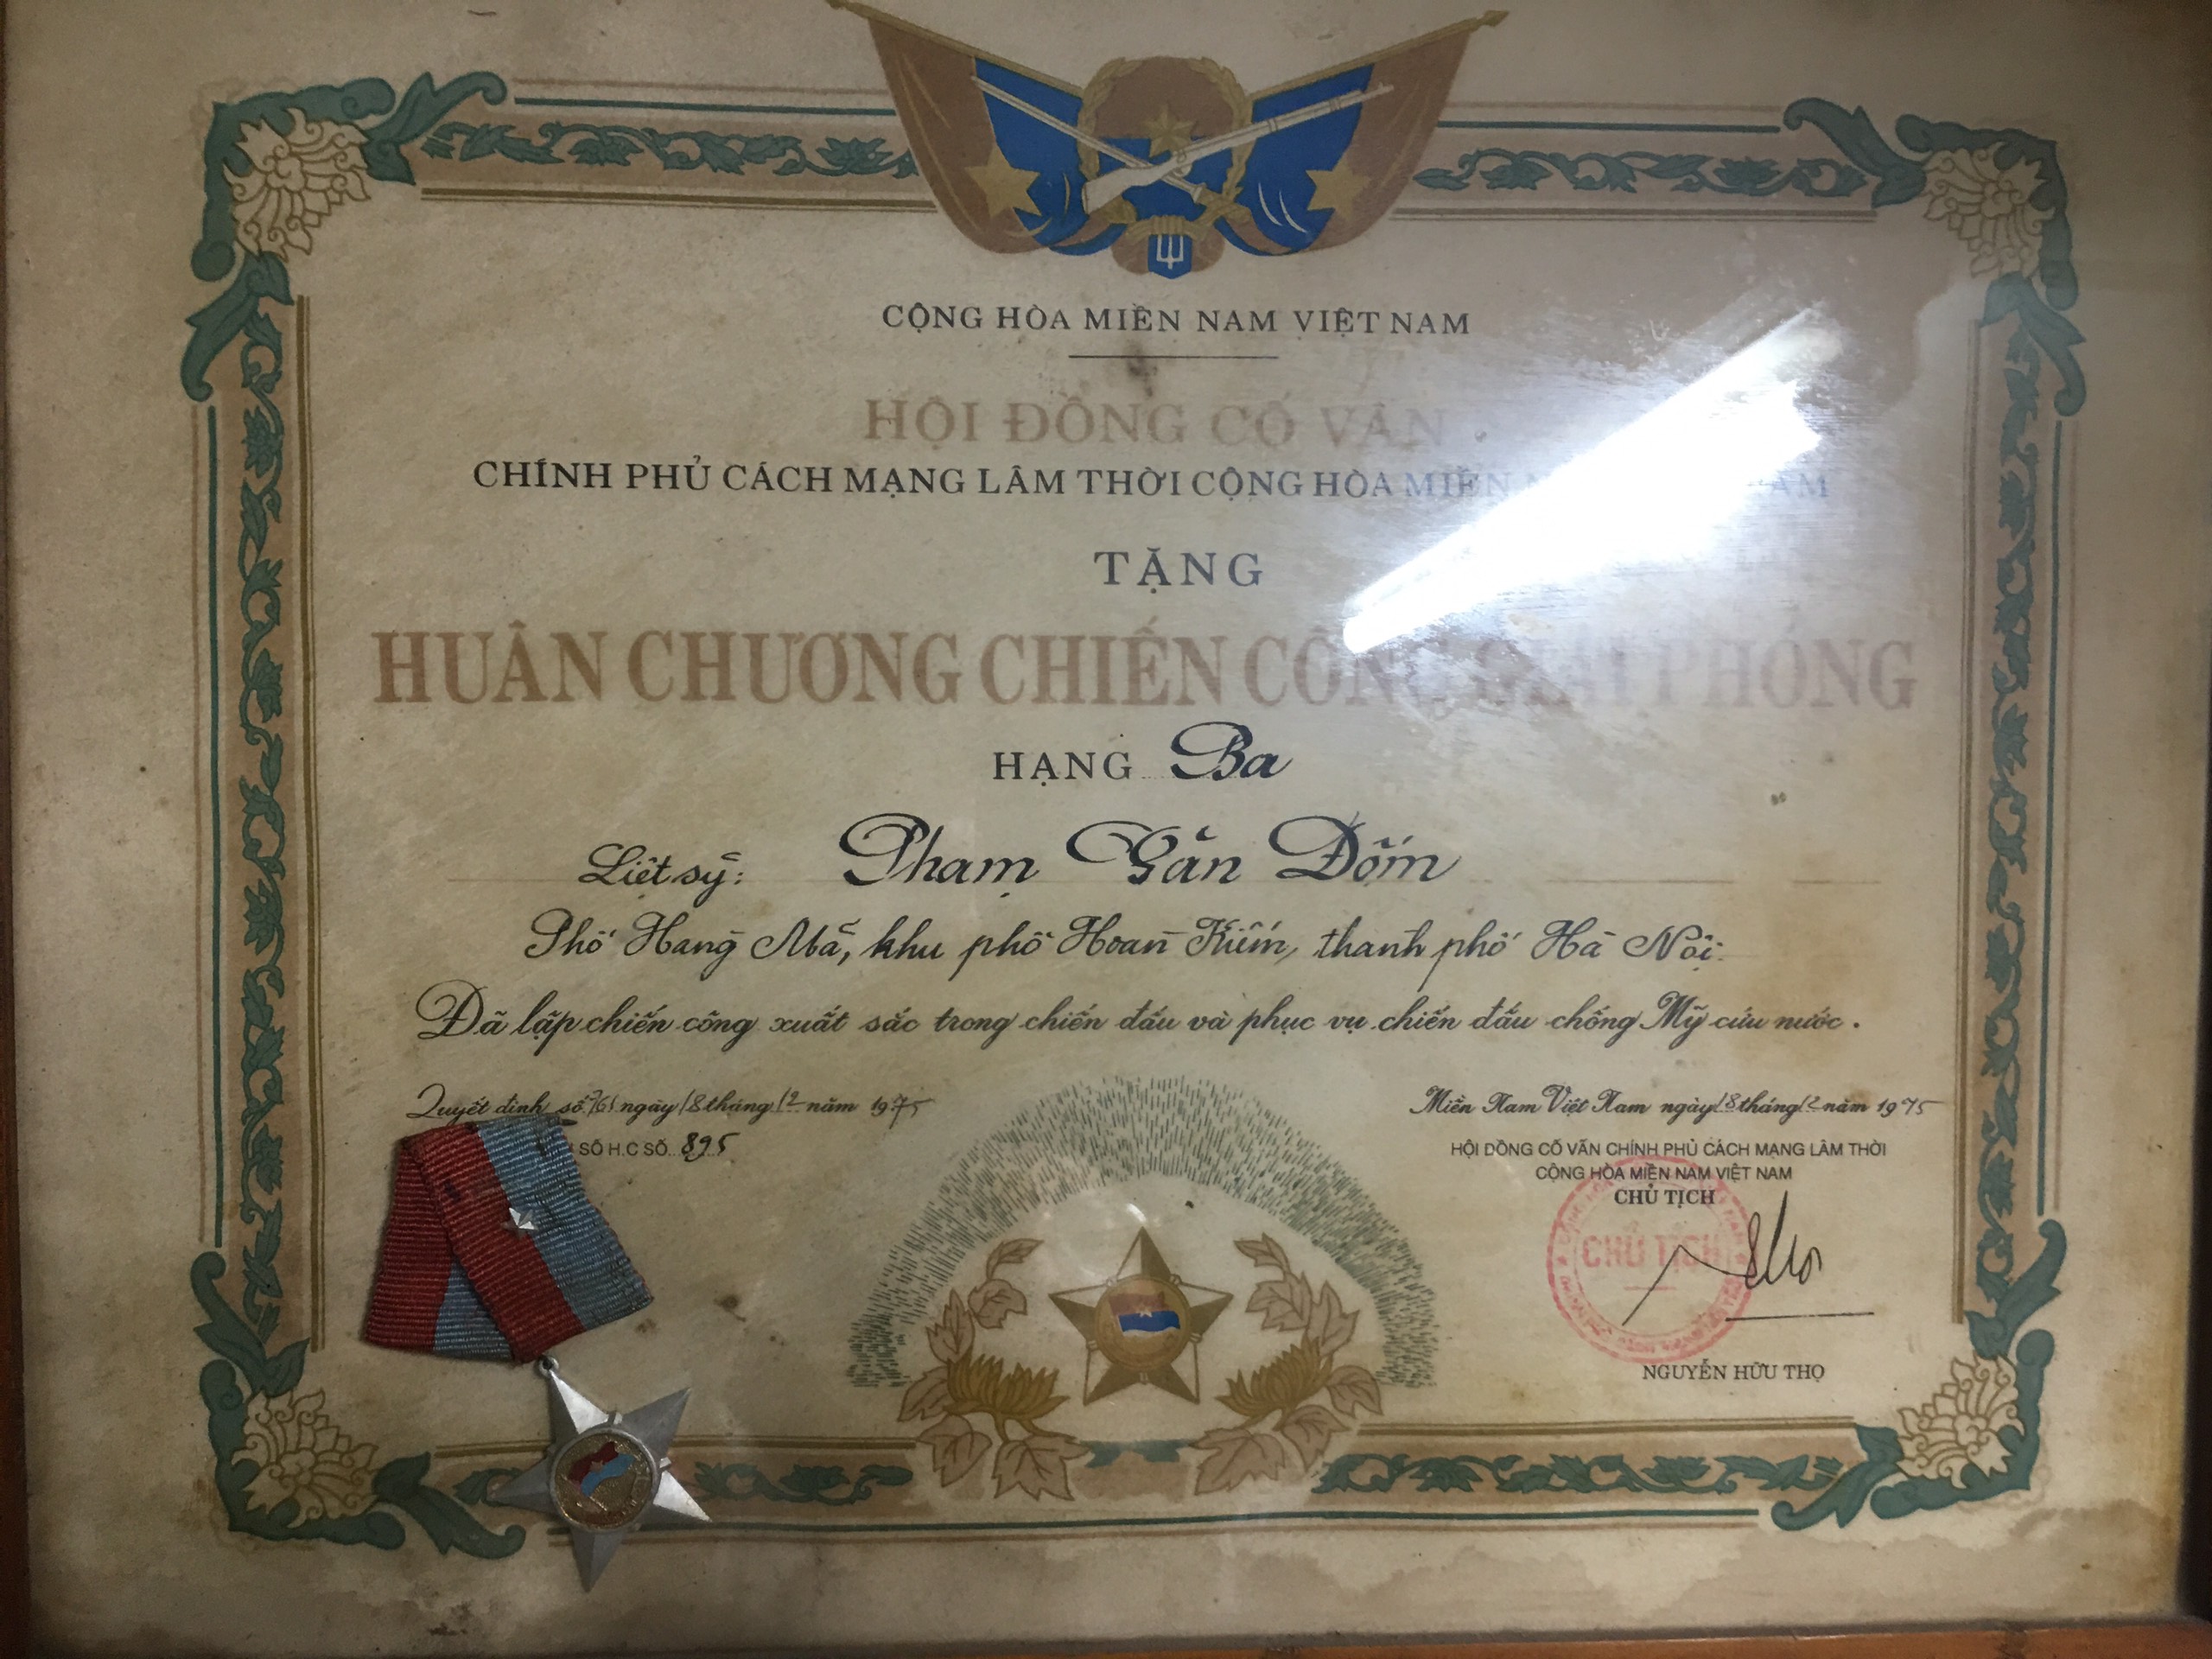 CỘNG HÒA MIỀN NAM VIỆT NAM
HỘI ĐỒNG CỐ VẤN
CHÍNH PHỦ CÁCH MẠNG LÂM THỜI CỘNG HÒA MIỀN NAM
TẶNG
HUÂN CHƯƠNG CHIẾN CÔNG GIẢI PHÓNG
HẠNG Ba
Liệt sỹ: Phạm Văn Đốm
Phố Hàng Mã, khu phố Hoàn Kiếm, thành phố Hà Nội.
Đã lập chiến công xuất sắc trong chiến đấu và phục vụ chiến đấu chống Mỹ cứu nước.
Quyết định số ngày 18 tháng 12 năm 1975
SỐ H.C SỐ 895
Miền Nam Việt Nam ngày 18 tháng 12 năm 1975
HỘI ĐỒNG CỐ VẤN CHÍNH PHỦ CÁCH MẠNG LÂM THỜI
CỘNG HÒA MIỀN NAM VIỆT NAM
CHỦ TỊCH
CHỦ TỊCH
NGUYỄN HỮU THỌ